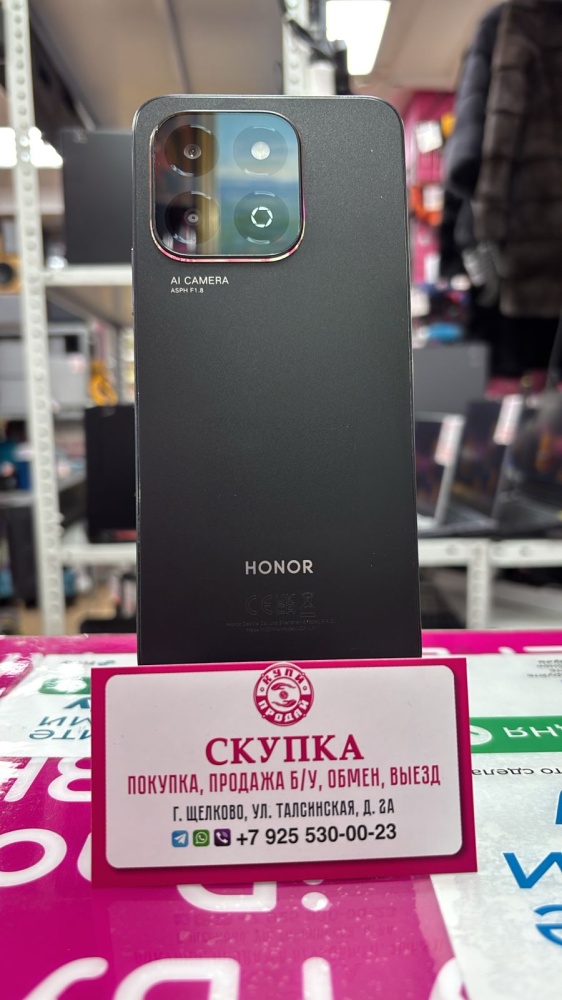 AI CAMERA
ASPH F1.8
HONOR
КУПИ
ПРОДАЙ
СКУПКА
ПОКУПКА, ПРОДАЖА Б/У, ОБМЕН, ВЫЕЗД
Г. ЩЕЛКОВО, УЛ. ТАЛСИНСКАЯ, Д. 2А
+7 925 530-00-23